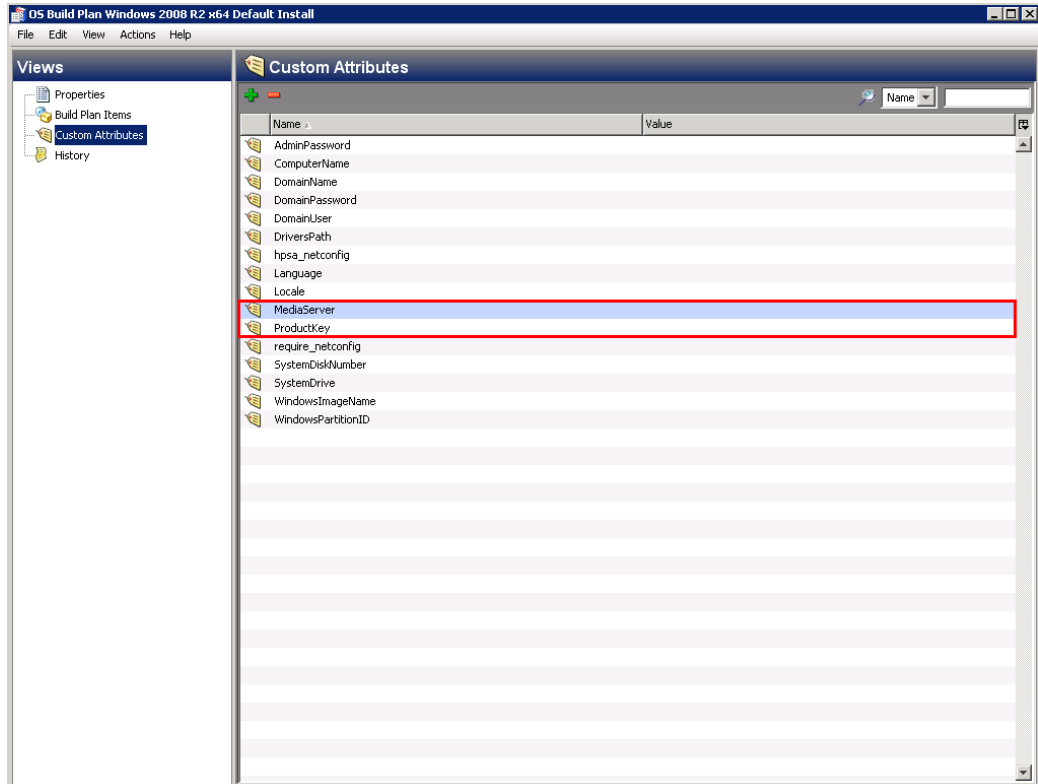 OS Build Plan Windows 2008 R2 x64 Default Install
File Edit View Actions Help
Views
Properties
Build Plan Items
Custom Attributes
History
Custom Attributes
Name
Name Value
AdminPassword
ComputerName
DomainName
DomainPassword
DomainUser
DriversPath
hpsa_netconfig
Language
Locale
MediaServer
ProductKey
require_netconfig
SystemDiskNumber
SystemDrive
WindowsImageName
WindowsPartitionID